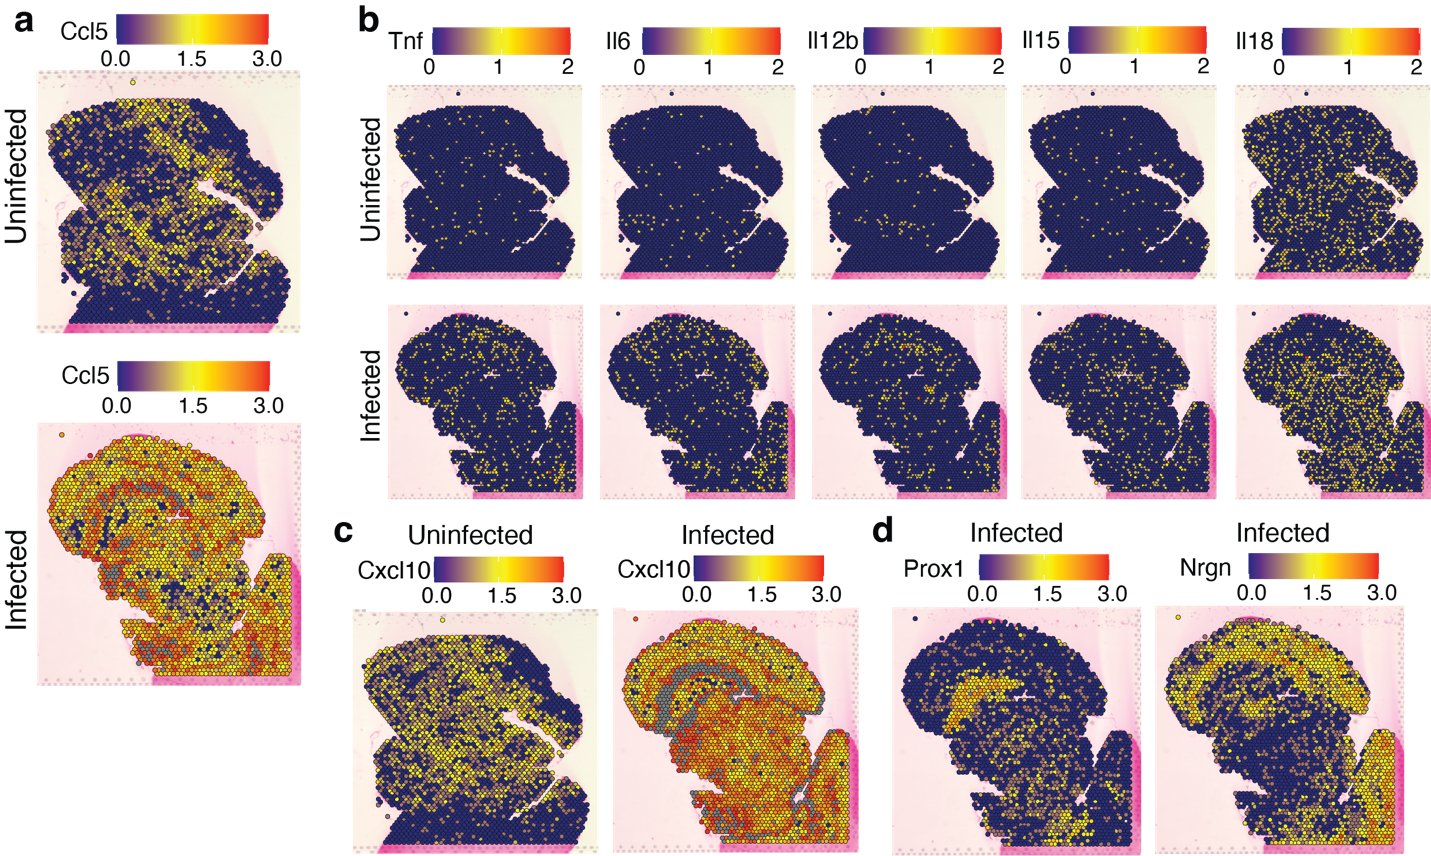 a
Ccl5
0.0 1.5 3.0
Uninfected
Ccl5
0.0 1.5 3.0
Infected
b
Tnf
0 1 2
Il6
0 1 2
Il12b
0 1 2
Il15
0 1 2
Il18
0 1 2
Uninfected
Infected
c
Uninfected
Cxcl10
0.0 1.5 3.0
Infected
Cxcl10
0.0 1.5 3.0
d
Infected
Prox1
0.0 1.5 3.0
Infected
Nrgn
0.0 1.5 3.0